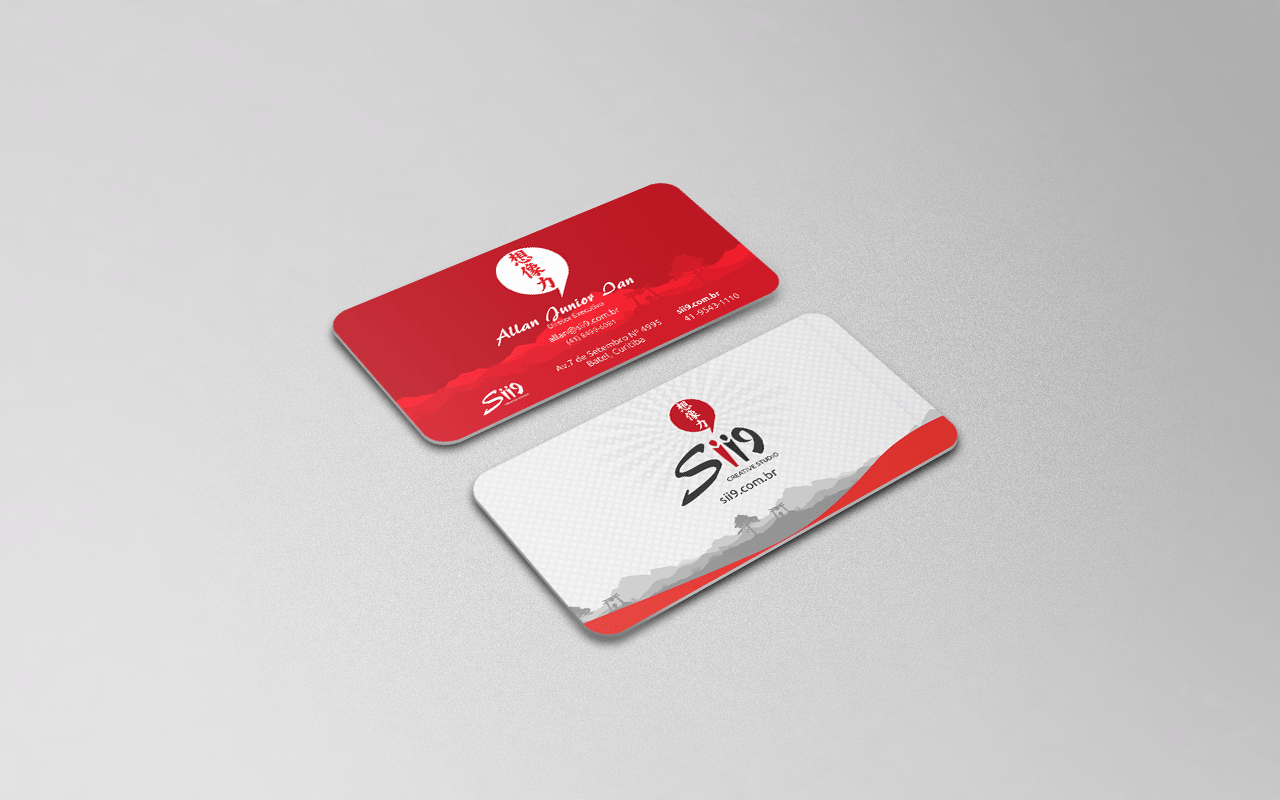 想像力
Allan Junior Dan
Diretor Executivo
allan@sii9.com.br
(41) 8499-6061
Av.7 de Setembro Nº 4995
Batel, Curitiba
sii9.com.br
41 -9543-1110
Sii9
想像力
Sii9
CREATIVE STUDIO
sii9.com.br